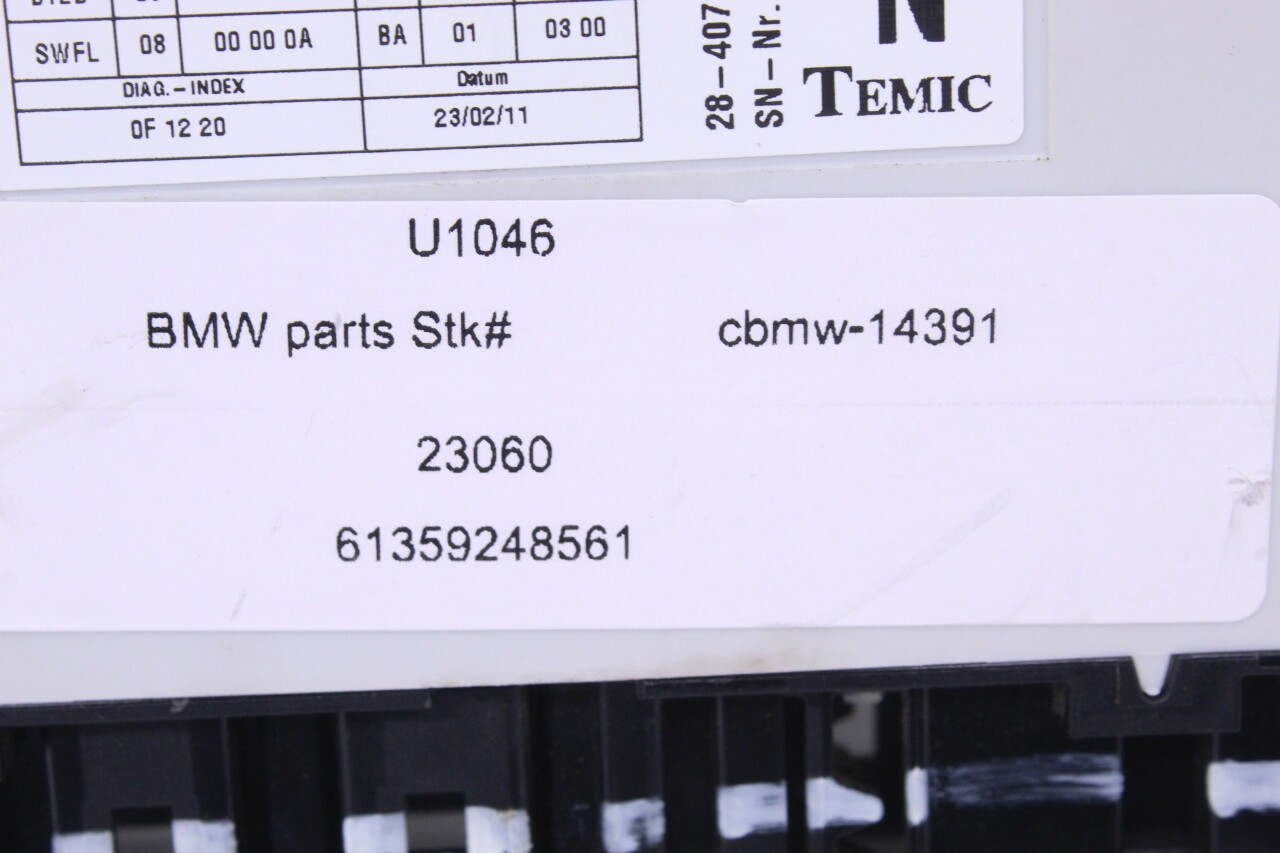 SWFL 08 00 00 0A BA 01 03 00
DIAG.-INDEX Datum
0F 12 20 23/02/11
28-407
SN-Nr.
TEMIC
U1046
BMW parts Stk# cbmw-14391
23060
61359248561